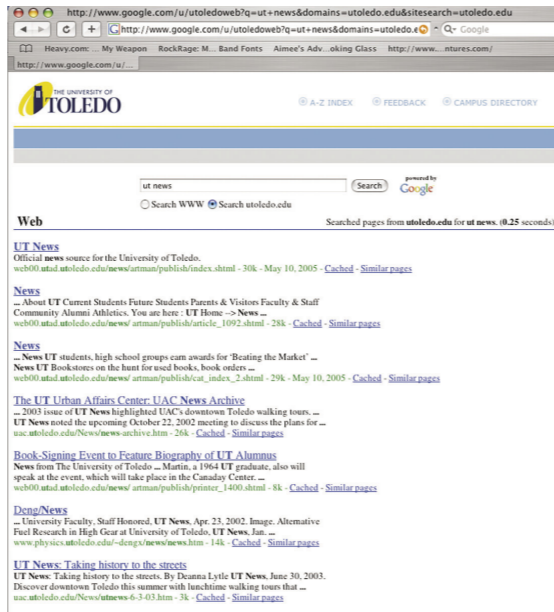 http://www.google.com/u/utoledoweb?q=ut+news&domains=utoledo.edu&sitesearch=utoledo.edu
http://www.google.com/u/utoledoweb?q=ut+news&domains=utoledo.e
Google
Heavy.com: ... My Weapon RockRage: M... Band Fonts Aimee's Adv...oking Glass http://www....ntures.com/
http://www.google.com/u/...
THE UNIVERSITY OF
TOLEDO
A-Z INDEX FEEDBACK CAMPUS DIRECTORY
powered by
ut news Search Google
Search WWW Search utoledo.edu
Web Searched pages from utoledo.edu for ut news. (0.25 seconds)
UT News
Official news source for the University of Toledo.
web00.utad.utoledo.edu/news/artman/publish/index.shtml - 30k - May 10, 2005 - Cached - Similar pages
News
... About UT Current Students Future Students Parents & Visitors Faculty & Staff
Community Alumni Athletics. You are here : UT Home --> News ...
web00.utad.utoledo.edu/news/ artman/publish/article_1092.shtml - 28k - Cached - Similar pages
News
... News UT students, high school groups earn awards for 'Beating the Market' ...
News UT Bookstores on the hunt for used books, book orders ...
web00.utad.utoledo.edu/news/ artman/publish/cat_index_2.shtml - 29k - May 10, 2005 - Cached - Similar pages
The UT Urban Affairs Center: UAC News Archive
... 2003 issue of UT News highlighted UAC's downtown Toledo walking tours. ...
UT News noted the upcoming October 22, 2002 meeting to discuss the plans for ...
uac.utoledo.edu/News/news-archive.htm - 26k - Cached - Similar pages
Book-Signing Event to Feature Biography of UT Alumnus
News from The University of Toledo ... Martin, a 1964 UT graduate, also will
speak at the event, which will take place in the Canaday Center. ...
web00.utad.utoledo.edu/news/ artman/publish/printer_1400.shtml - 8k - Cached - Similar pages
Deng/News
... University Faculty, Staff Honored, UT News, Apr. 23, 2002. Image. Alternative
Fuel Research in High Gear at University of Toledo, UT News, Jan. ...
www.physics.utoledo.edu/~dengx/news/news.htm - 14k - Cached - Similar pages
UT News: Taking history to the streets
UT News: Taking history to the streets. By Deanna Lytle UT News, June 30, 2003.
Discover downtown Toledo this summer with lunchtime walking tours that ...
uac.utoledo.edu/News/utnews-6-3-03.htm - 3k - Cached - Similar pages